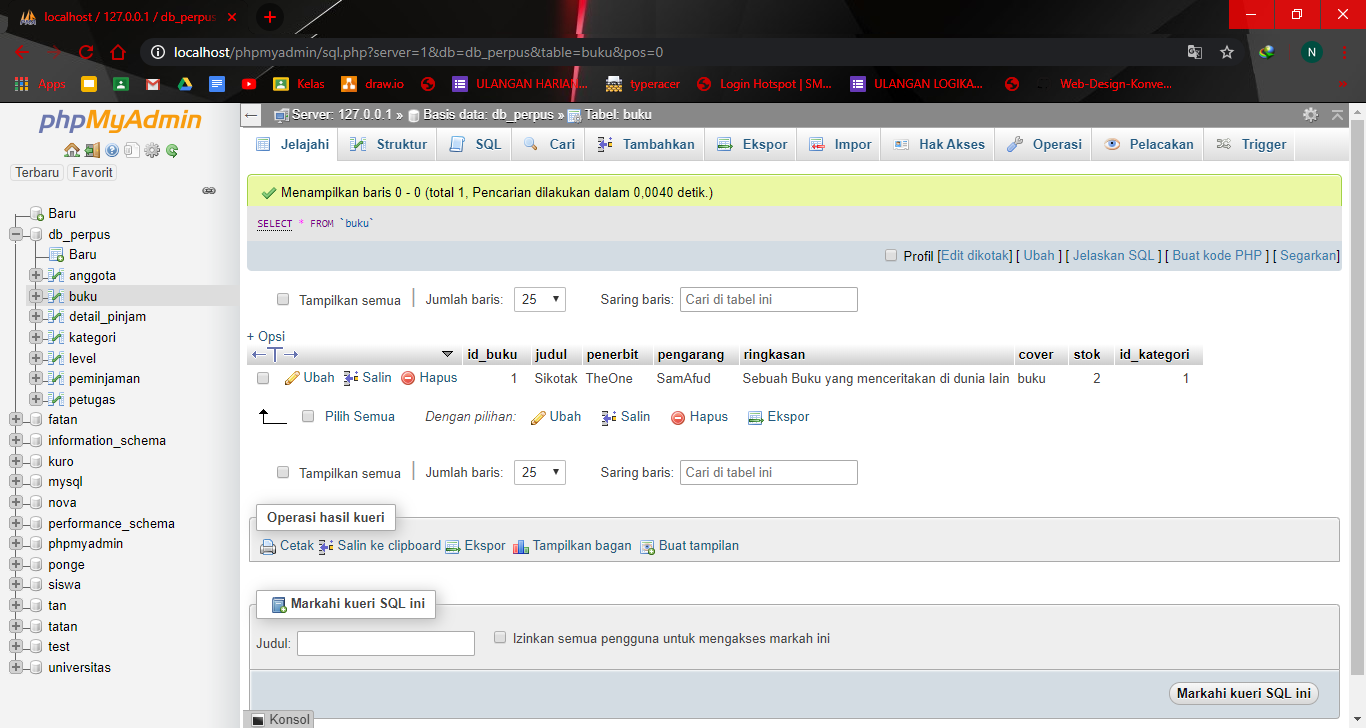 localhost / 127.0.0.1 / db_perpus
localhost/phpmyadmin/sql.php?server=1&db=db_perpus&table=buku&pos=0
N
Apps Kelas draw.io ULANGAN HARIAN... typeracer Login Hotspot | SM... ULANGAN LOGIKA... Web-Design-Konve...
phpMyAdmin
Terbaru Favorit
Baru
db_perpus
Baru
anggota
buku
detail_pinjam
kategori
level
peminjaman
petugas
fatan
information_schema
kuro
mysql
nova
performance_schema
phpmyadmin
ponge
siswa
tan
tatan
test
universitas
Server: 127.0.0.1 » Basis data: db_perpus » Tabel: buku
Jelajahi Struktur SQL Cari Tambahkan Ekspor Impor Hak Akses Operasi Pelacakan Trigger
Menampilkan baris 0 - 0 (total 1, Pencarian dilakukan dalam 0,0040 detik.)
SELECT * FROM `buku`
Profil [Edit dikotak] [ Ubah ] [ Jelaskan SQL ] [ Buat kode PHP ] [ Segarkan]
Tampilkan semua | Jumlah baris: 25 Saring baris: Cari di tabel ini
+ Opsi
←T→ id_buku judul penerbit pengarang ringkasan cover stok id_kategori
Ubah Salin Hapus 1 Sikotak TheOne SamAfud Sebuah Buku yang menceritakan di dunia lain buku 2 1
Pilih Semua Dengan pilihan: Ubah Salin Hapus Ekspor
Tampilkan semua | Jumlah baris: 25 Saring baris: Cari di tabel ini
Operasi hasil kueri
Cetak Salin ke clipboard Ekspor Tampilkan bagan Buat tampilan
Markahi kueri SQL ini
Judul: Izinkan semua pengguna untuk mengakses markah ini
Markahi kueri SQL ini
Konsol